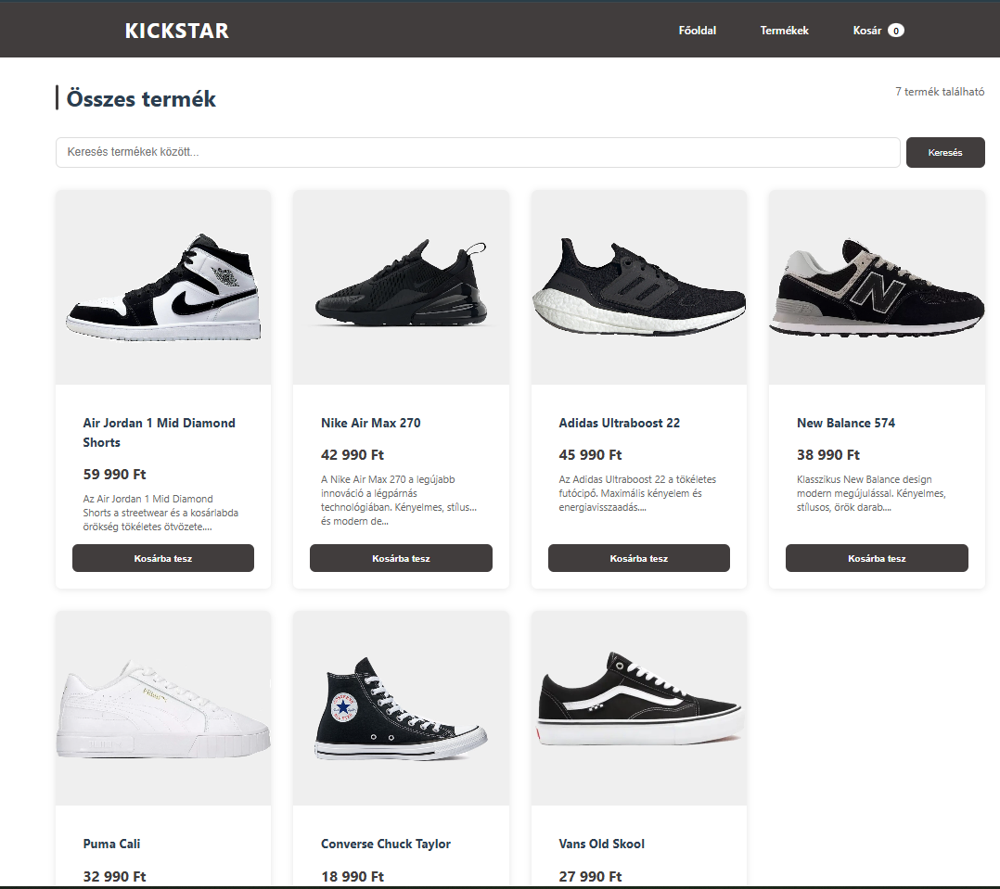 KICKSTAR
Főoldal
Termékek
Kosár 0
Összes termék
7 termék található
Keresés termékek között...
Keresés
Air Jordan 1 Mid Diamond
Shorts
59 990 Ft
Az Air Jordan 1 Mid Diamond
Shorts a streetwear és a kosárlabda
örökség tökéletes ötvözete....
Kosárba tesz
Nike Air Max 270
42 990 Ft
A Nike Air Max 270 a legújabb
innováció a légpárnás
technológiában. Kényelmes, stílus...
és modern de...
Kosárba tesz
Adidas Ultraboost 22
45 990 Ft
Az Adidas Ultraboost 22 a tökéletes
futócipő. Maximális kényelem és
energiavisszaadás....
Kosárba tesz
New Balance 574
38 990 Ft
Klasszikus New Balance design
modern megújulással. Kényelmes,
stílusos, örök darab....
Kosárba tesz
Puma Cali
32 990 Ft
Converse Chuck Taylor
18 990 Ft
Vans Old Skool
27 990 Ft